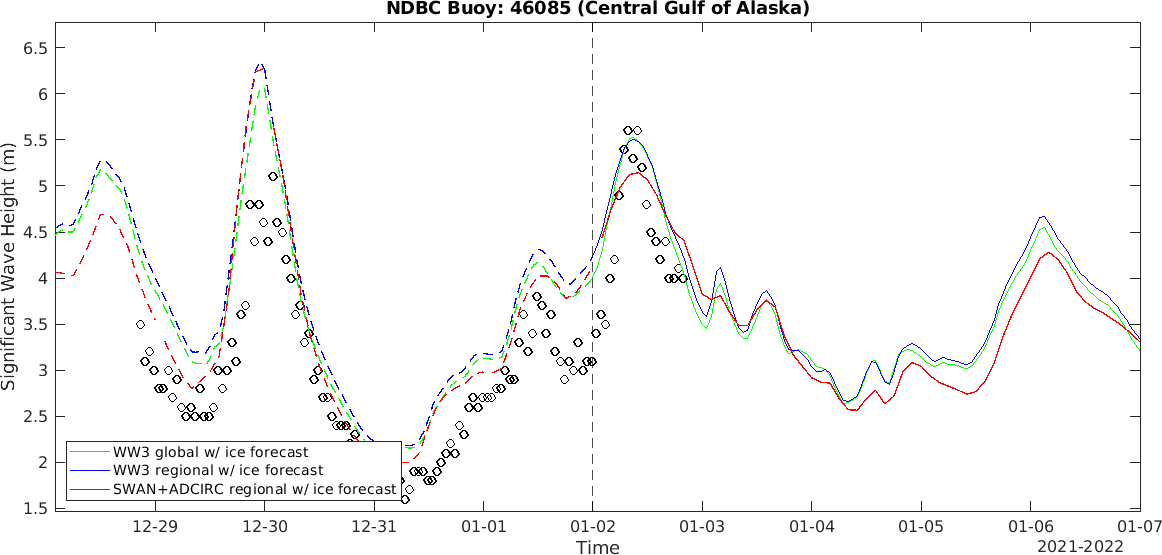 NDBC Buoy: 46085 (Central Gulf of Alaska)
Significant Wave Height (m)
6.5
6
5.5
5
4.5
4
3.5
3
2.5
2
1.5
WW3 global w/ ice forecast
WW3 regional w/ ice forecast
SWAN+ADCIRC regional w/ ice forecast
12-29 12-30 12-31 01-01 01-02 01-03 01-04 01-05 01-06 01-07
Time
2021-2022